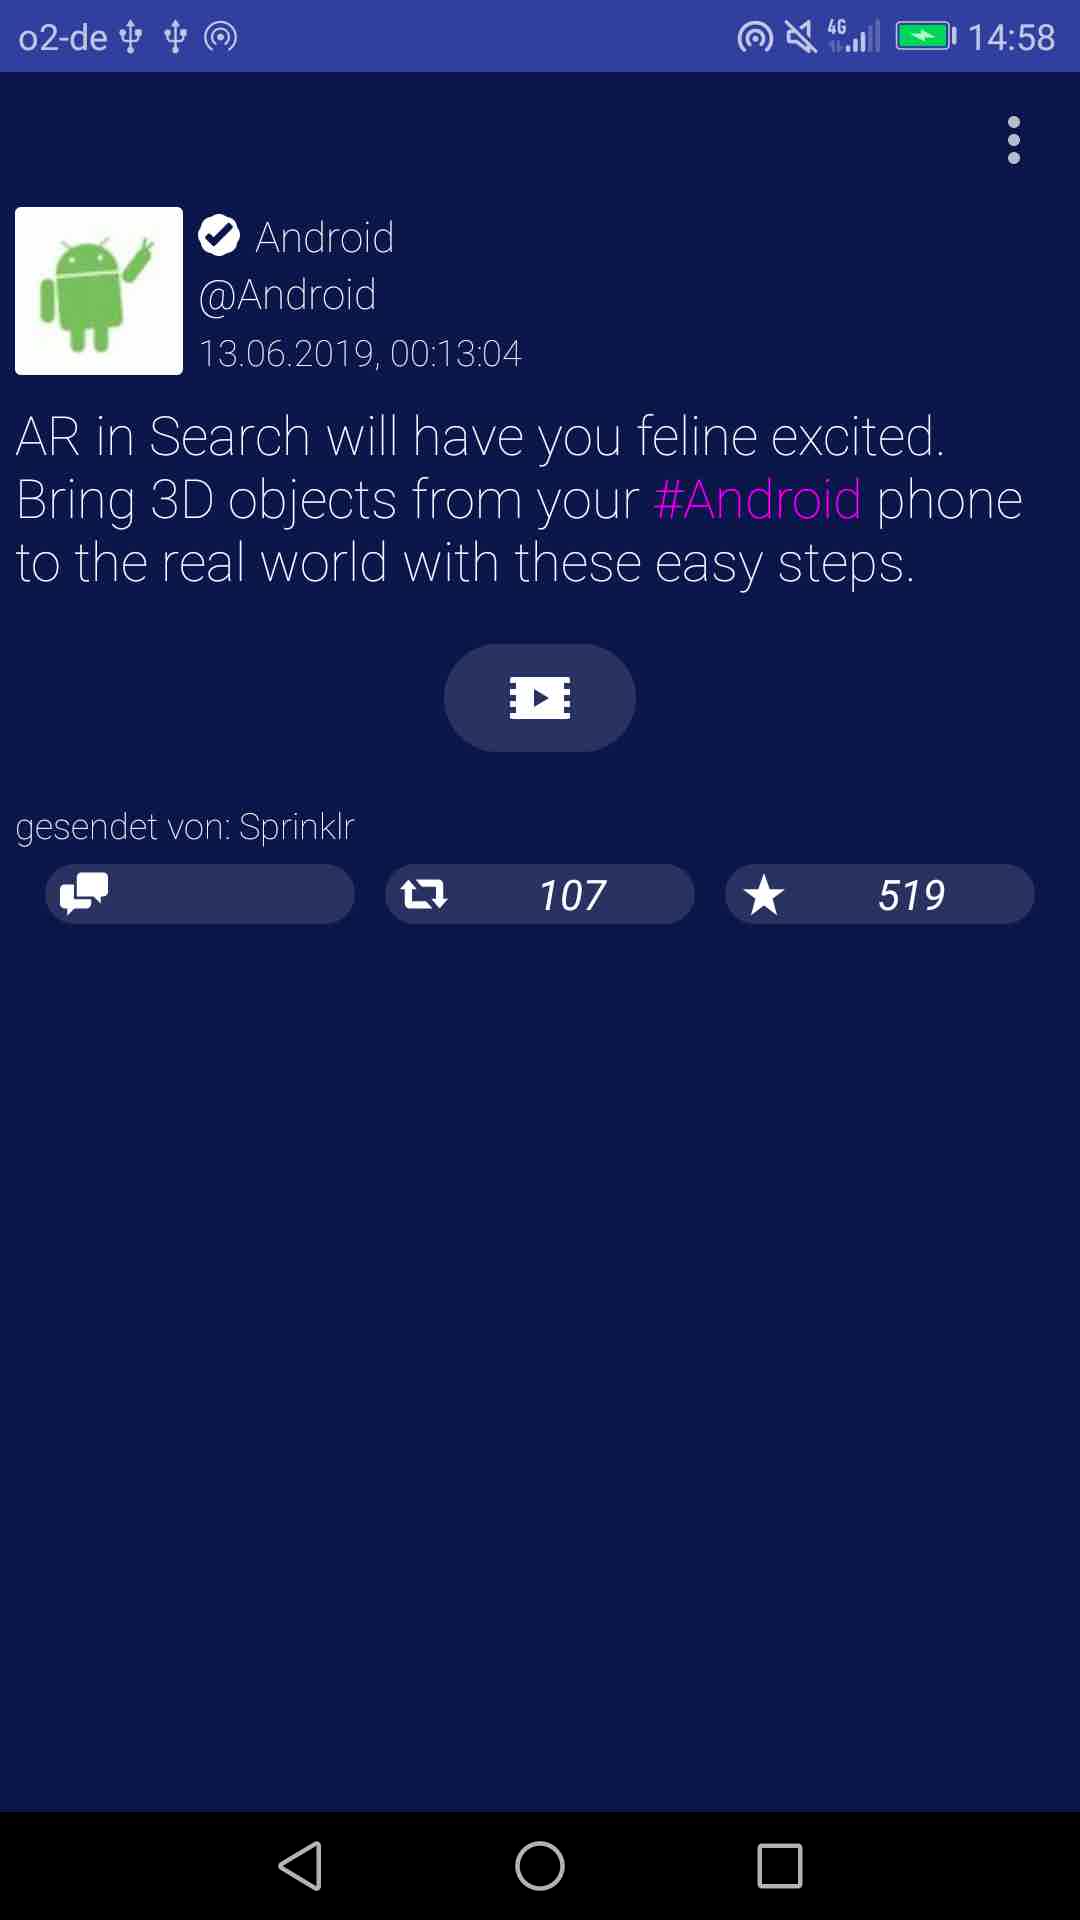 o2-de 4G 14:58
Android
@Android
13.06.2019, 00:13:04
AR in Search will have you feline excited.
Bring 3D objects from your #Android phone
to the real world with these easy steps.
gesendet von: Sprinklr
107 519